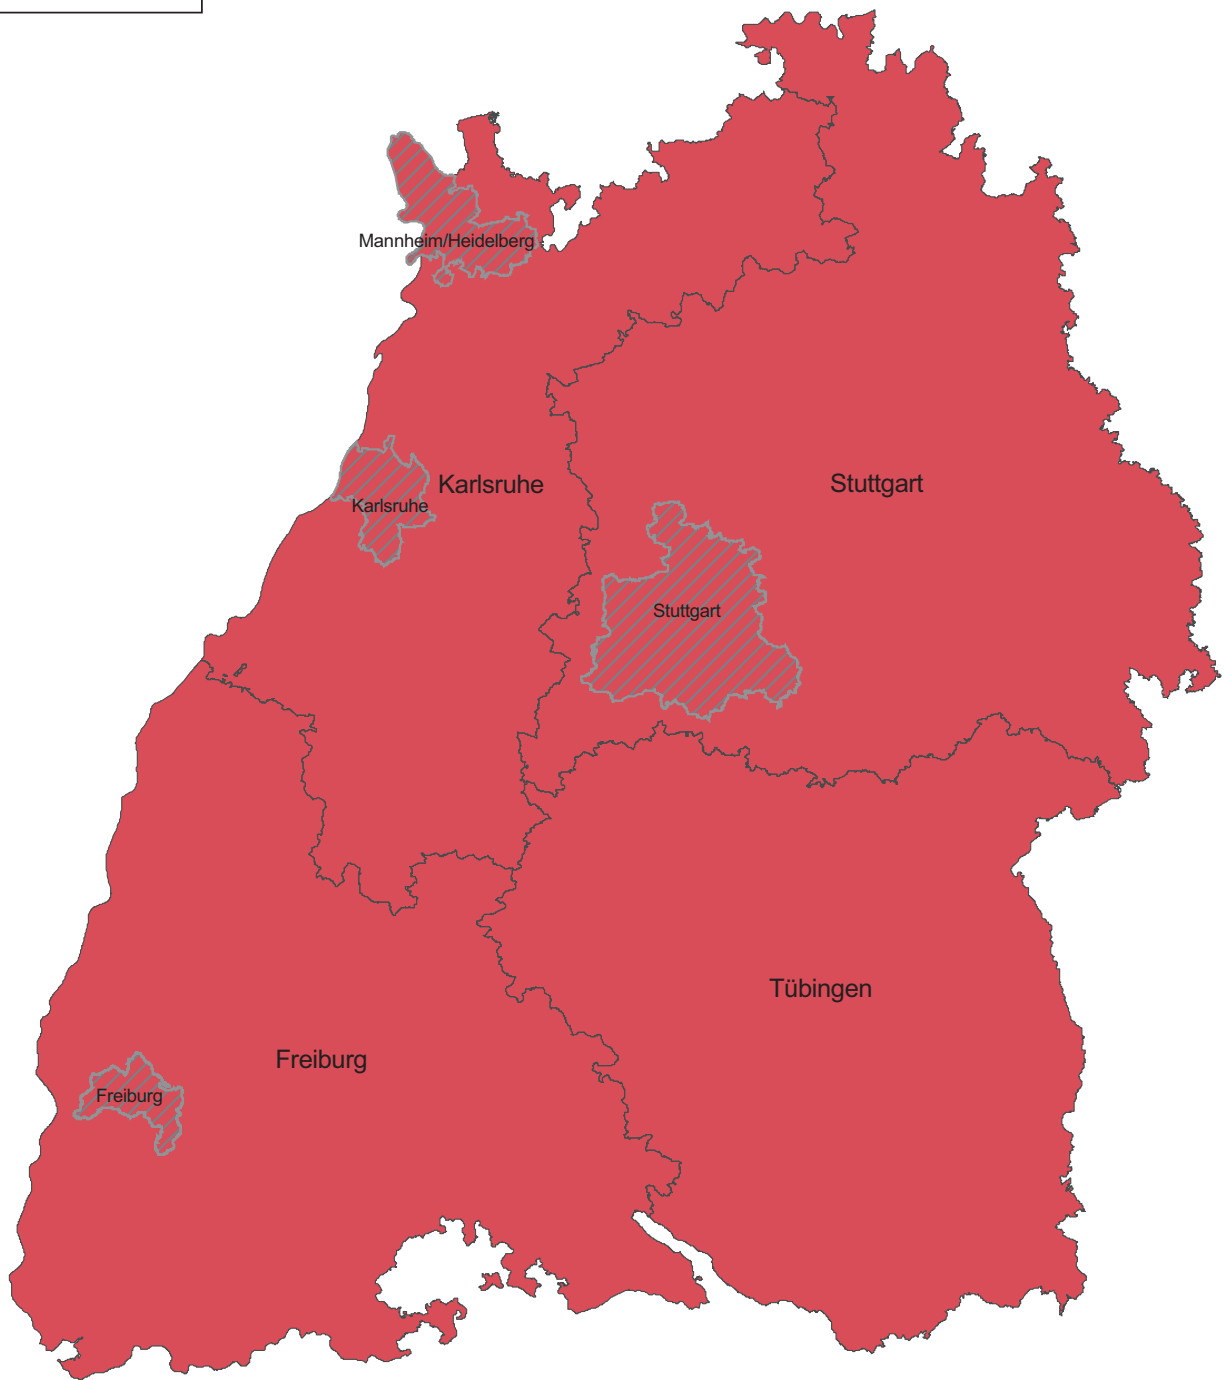 Mannheim/Heidelberg
Karlsruhe
Stuttgart
Karlsruhe
Stuttgart
Tübingen
Freiburg
Freiburg